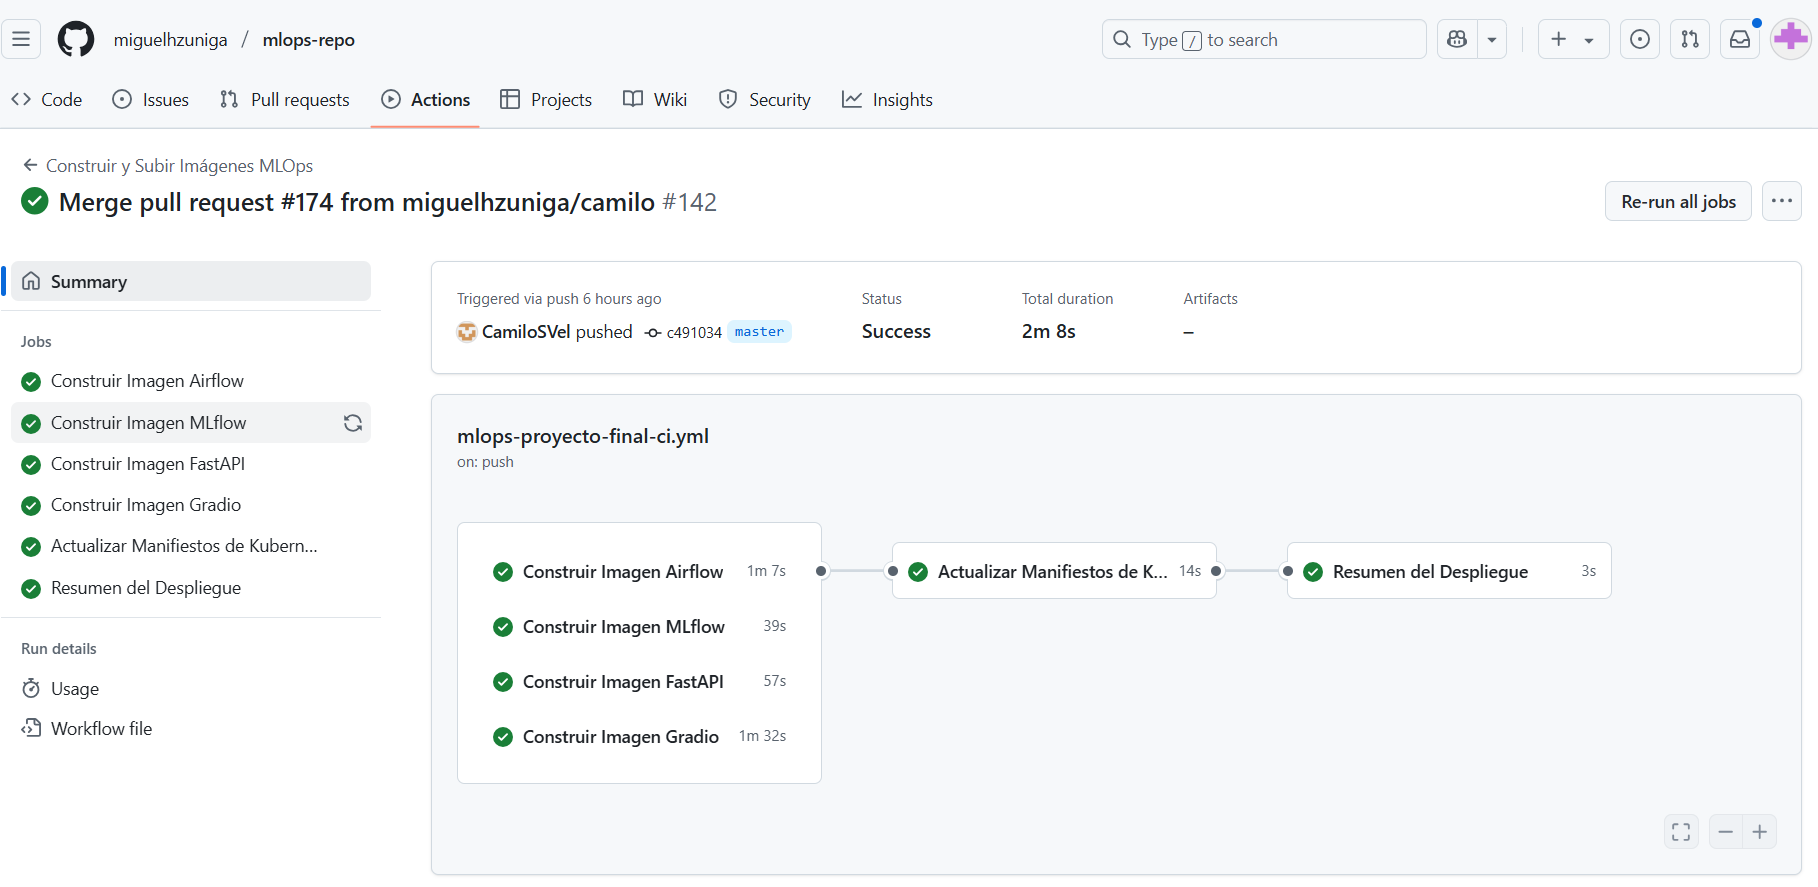 miguelhzuniga / mlops-repo
Type / to search
Code
Issues
Pull requests
Actions
Projects
Wiki
Security
Insights
Construir y Subir Imágenes MLOps
Merge pull request #174 from miguelhzuniga/camilo #142
Re-run all jobs
Summary
Jobs
Construir Imagen Airflow
Construir Imagen MLflow
Construir Imagen FastAPI
Construir Imagen Gradio
Actualizar Manifiestos de Kubern...
Resumen del Despliegue
Run details
Usage
Workflow file
Triggered via push 6 hours ago
CamiloSVel pushed c491034 master
Status
Success
Total duration
2m 8s
Artifacts
–
mlops-proyecto-final-ci.yml
on: push
Construir Imagen Airflow 1m 7s
Construir Imagen MLflow 39s
Construir Imagen FastAPI 57s
Construir Imagen Gradio 1m 32s
Actualizar Manifiestos de K... 14s
Resumen del Despliegue 3s